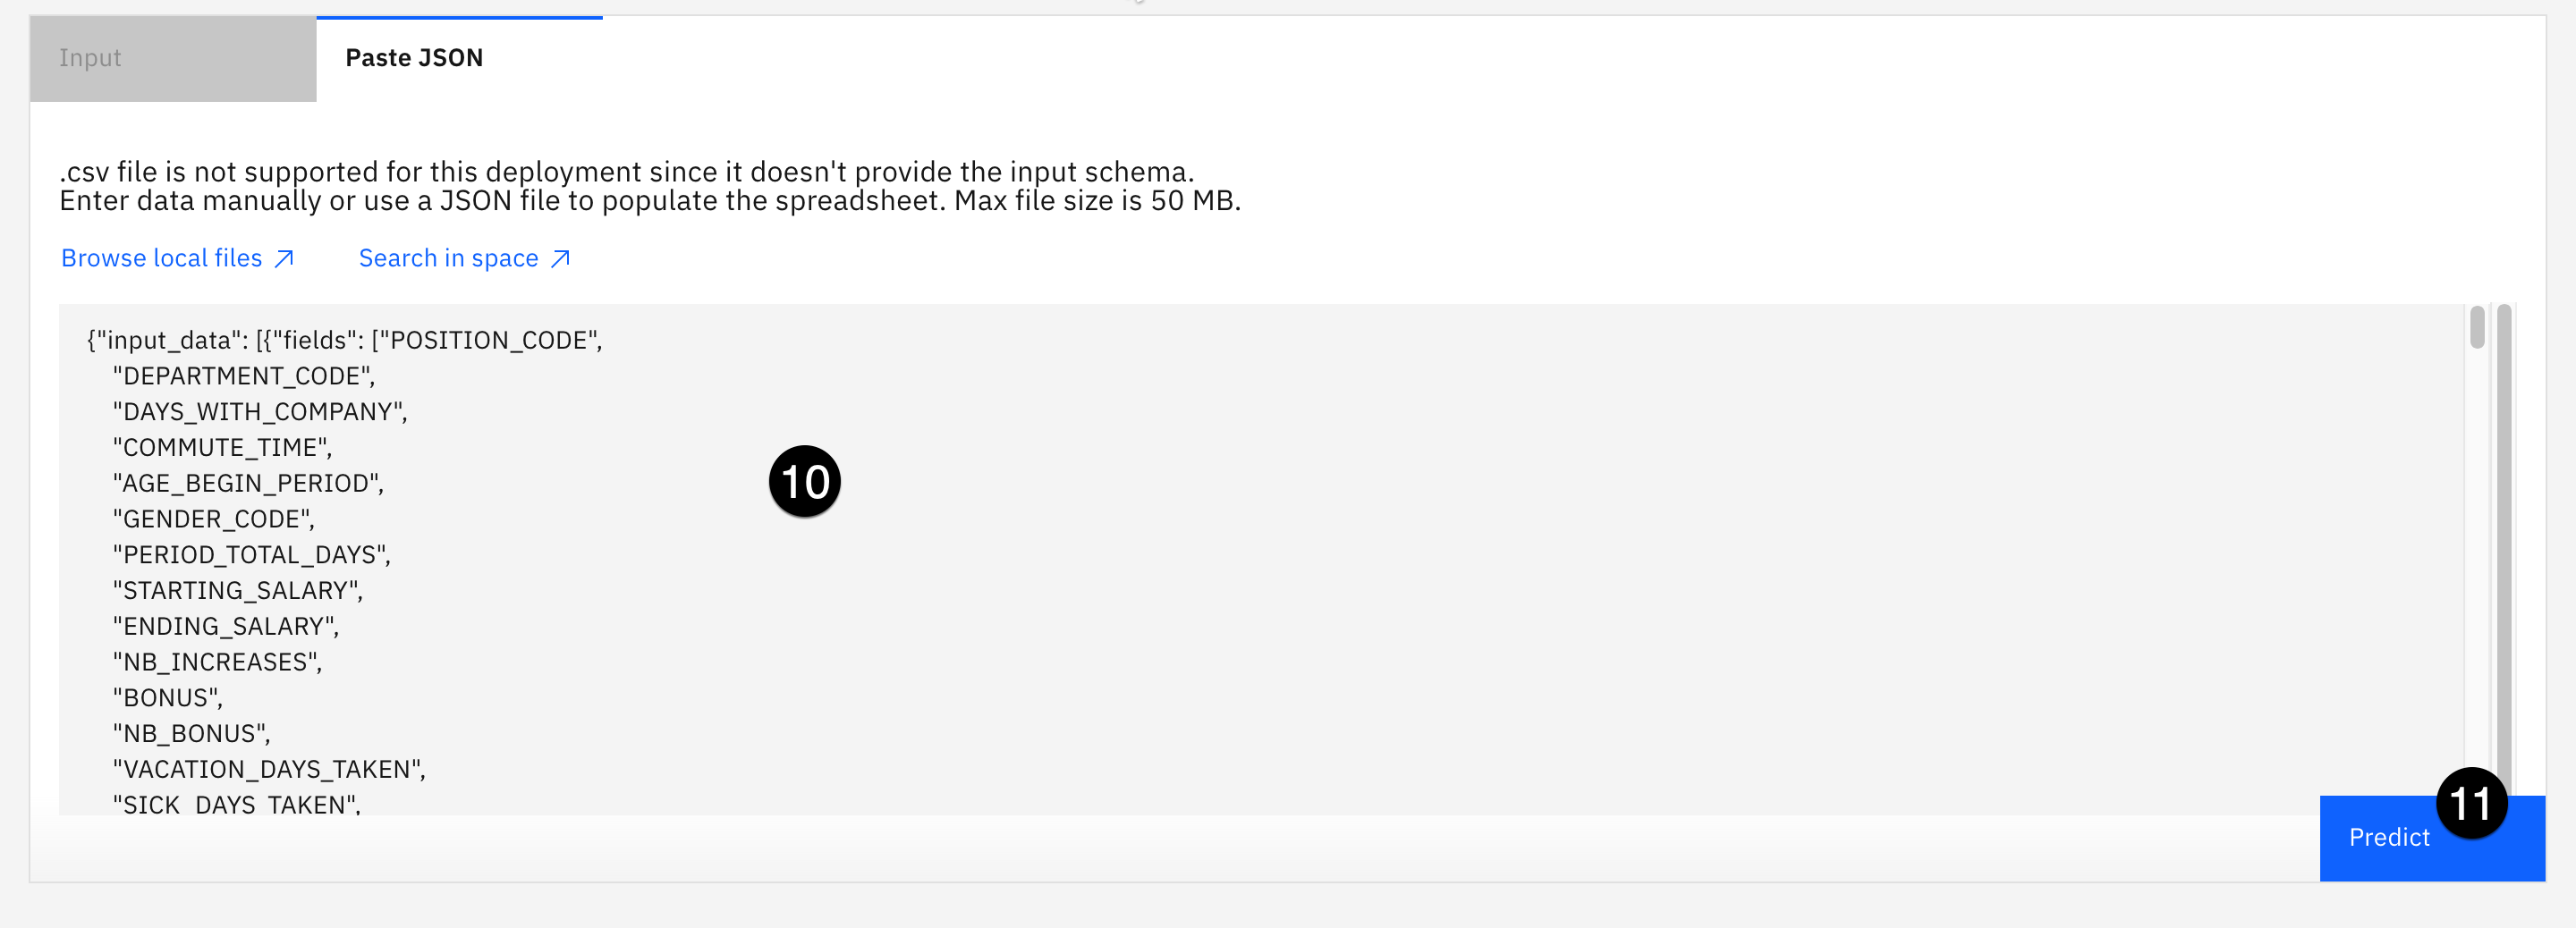 Input
Paste JSON
.csv file is not supported for this deployment since it doesn't provide the input schema.
Enter data manually or use a JSON file to populate the spreadsheet. Max file size is 50 MB.
Browse local files
Search in space
{"input_data": [{"fields": ["POSITION_CODE",
"DEPARTMENT_CODE",
"DAYS_WITH_COMPANY",
"COMMUTE_TIME",
"AGE_BEGIN_PERIOD",
"GENDER_CODE",
"PERIOD_TOTAL_DAYS",
"STARTING_SALARY",
"ENDING_SALARY",
"NB_INCREASES",
"BONUS",
"NB_BONUS",
"VACATION_DAYS_TAKEN",
"SICK_DAYS_TAKEN",
10
11
Predict